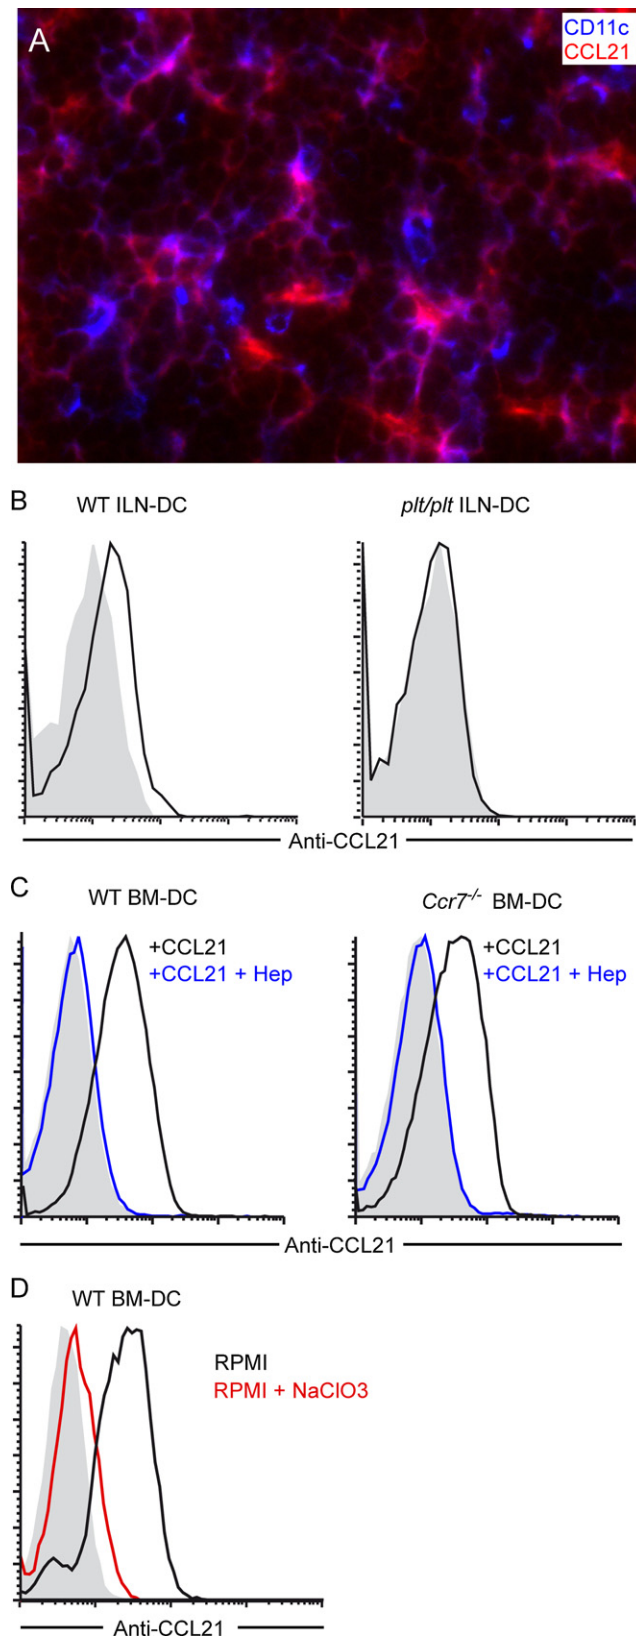 A
CD11c
CCL21
B
WT ILN-DC
plt/plt ILN-DC
Anti-CCL21
C
WT BM-DC
Ccr7-/- BM-DC
+CCL21
+CCL21 + Hep
+CCL21
+CCL21 + Hep
Anti-CCL21
D
WT BM-DC
RPMI
RPMI + NaClO3
Anti-CCL21